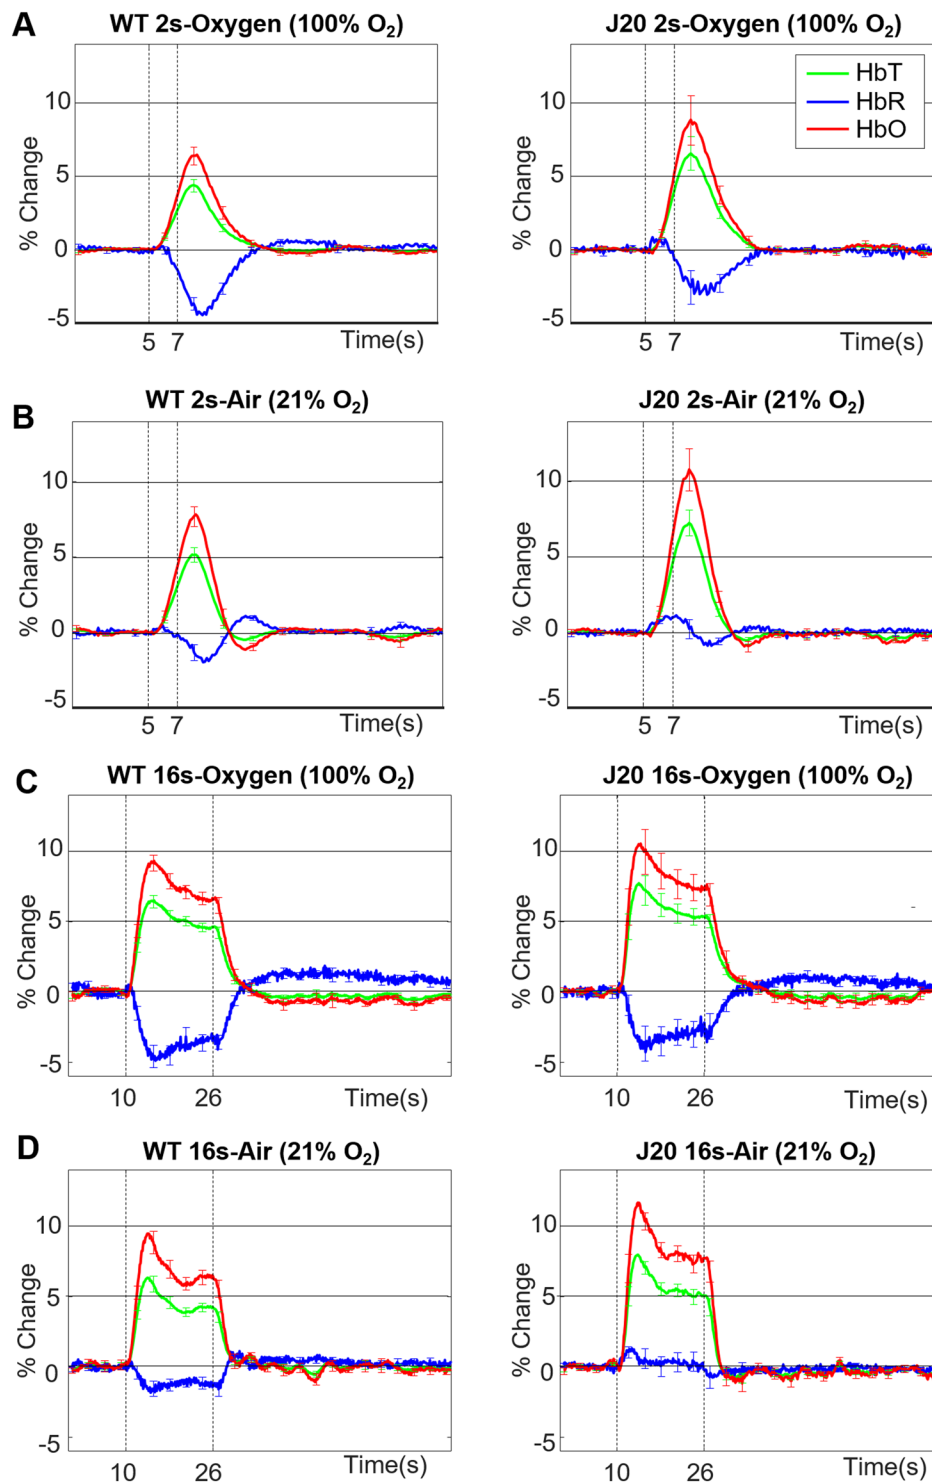 A
WT 2s-Oxygen (100% O₂)
J20 2s-Oxygen (100% O₂)
HbT
HbR
HbO
% Change
10
5
0
-5
5 7 Time(s)
% Change
10
5
0
-5
5 7 Time(s)
B
WT 2s-Air (21% O₂)
J20 2s-Air (21% O₂)
% Change
10
5
0
-5
5 7 Time(s)
% Change
10
5
0
-5
5 7 Time(s)
C
WT 16s-Oxygen (100% O₂)
J20 16s-Oxygen (100% O₂)
% Change
10
5
0
-5
10 26 Time(s)
% Change
10
5
0
-5
10 26 Time(s)
D
WT 16s-Air (21% O₂)
J20 16s-Air (21% O₂)
% Change
10
5
0
-5
10 26 Time(s)
% Change
10
5
0
-5
10 26 Time(s)